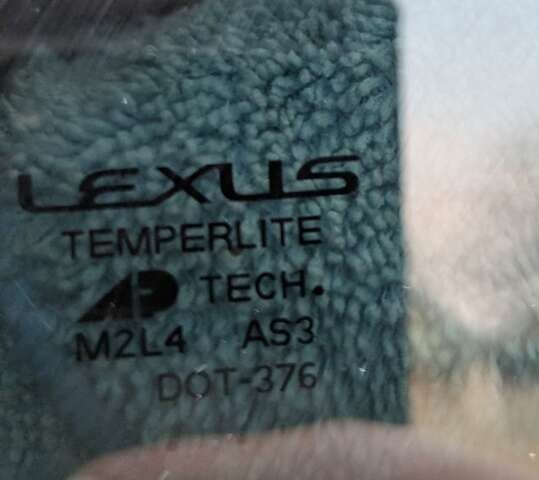 LEXUS
TEMPERLITE
AP TECH.
M2L4 AS3
DOT-376